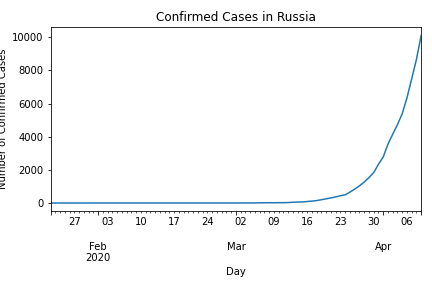 Confirmed Cases in Russia
10000
8000
6000
4000
2000
0
Number of Confirmed Cases
27 03 10 17 24 02 09 16 23 30 06
Feb Mar Apr
2020
Day